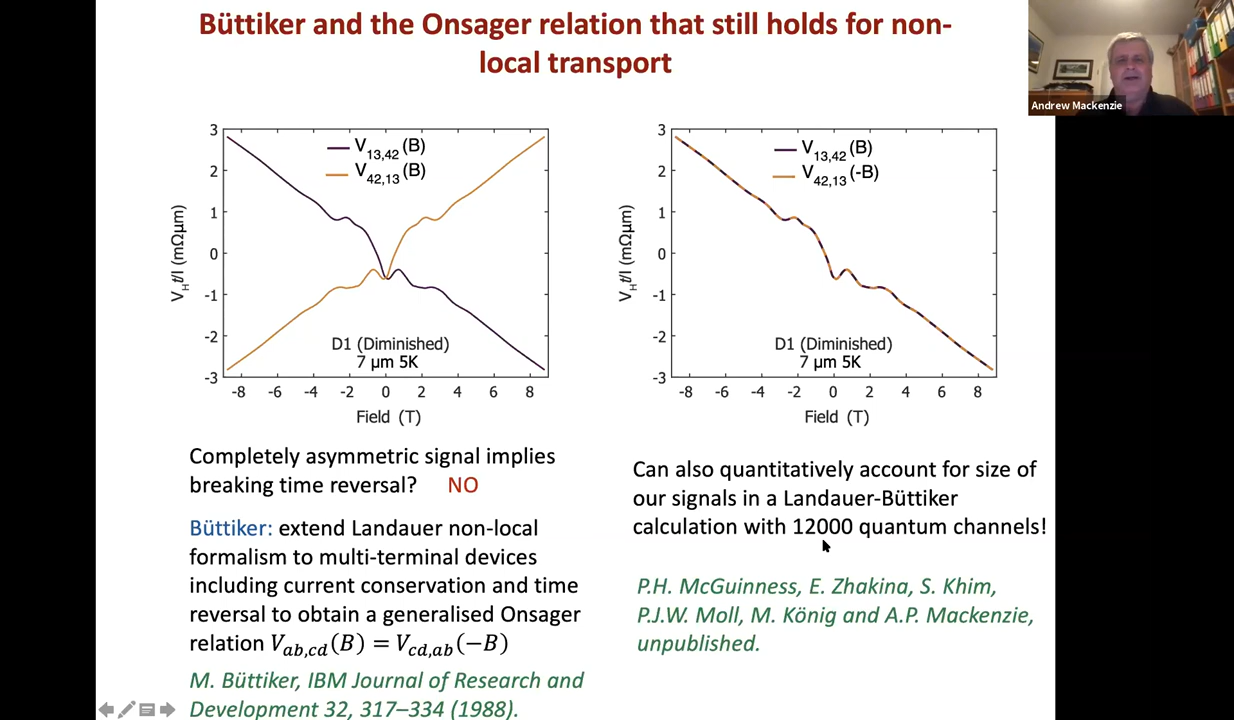 Büttiker and the Onsager relation that still holds for non-
local transport
Andrew Mackenzie
3
2
1
0
-1
-2
-3
V_Ht/I (mΩμm)
V13,42(B)
V42,13(B)
D1 (Diminished)
7 μm 5K
-8 -6 -4 -2 0 2 4 6 8
Field (T)
3
2
1
0
-1
-2
-3
V_Ht/I (mΩμm)
V13,42(B)
V42,13(-B)
D1 (Diminished)
7 μm 5K
-8 -6 -4 -2 0 2 4 6 8
Field (T)
Completely asymmetric signal implies
breaking time reversal? NO
Büttiker: extend Landauer non-local
formalism to multi-terminal devices
including current conservation and time
reversal to obtain a generalised Onsager
relation V_ab,cd(B) = V_cd,ab(−B)
M. Büttiker, IBM Journal of Research and
Development 32, 317–334 (1988).
Can also quantitatively account for size of
our signals in a Landauer-Büttiker
calculation with 12000 quantum channels!
P.H. McGuinness, E. Zhakina, S. Khim,
P.J.W. Moll, M. König and A.P. Mackenzie,
unpublished.